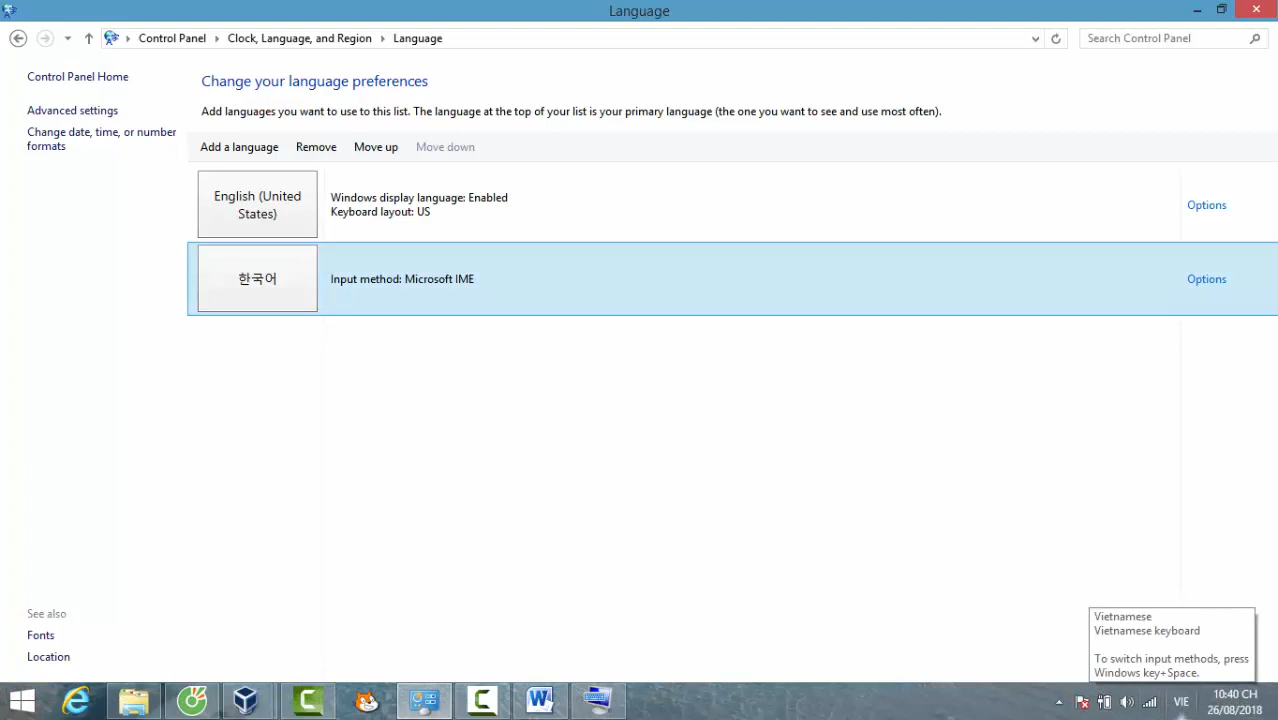 Language
Control Panel
Clock, Language, and Region
Language
Search Control Panel
Control Panel Home
Advanced settings
Change date, time, or number
formats
Change your language preferences
Add languages you want to use to this list. The language at the top of your list is your primary language (the one you want to see and use most often).
Add a language
Remove
Move up
Move down
English (United
States)
Windows display language: Enabled
Keyboard layout: US
Options
한국어
Input method: Microsoft IME
Options
See also
Fonts
Location
Vietnamese
Vietnamese keyboard
To switch input methods, press
Windows key+Space.
VIE
10:40 CH
26/08/2018